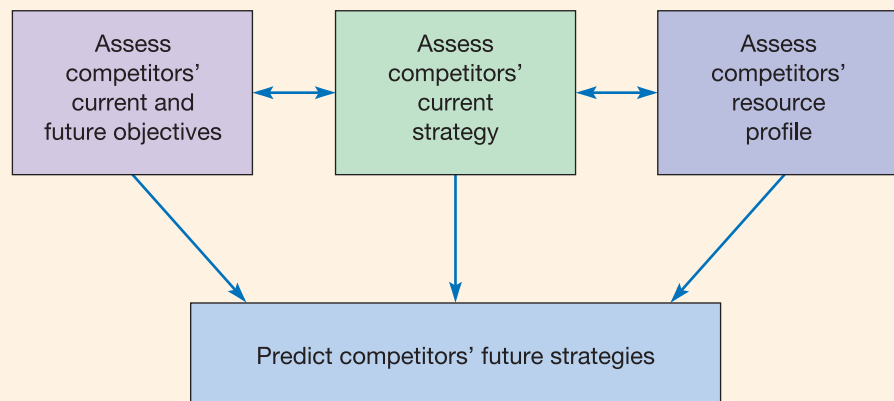 Assess
competitors’
current and
future objectives
Assess
competitors’
current
strategy
Assess
competitors’
resource
profile
Predict competitors’ future strategies